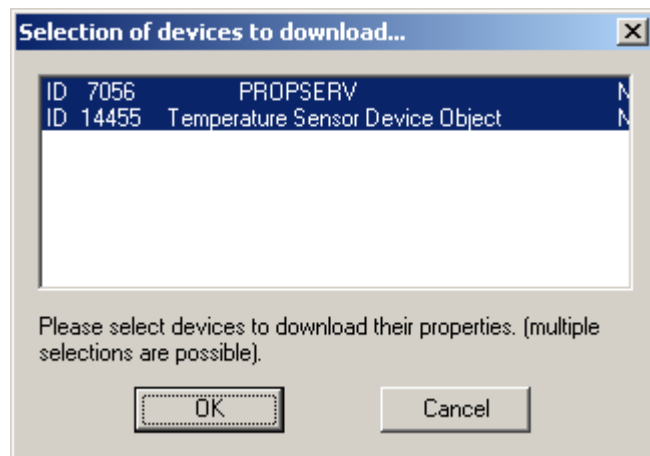 Selection of devices to download...
ID 7056 PROPSERV N
ID 14455 Temperature Sensor Device Object N
Please select devices to download their properties. (multiple
selections are possible).
OK Cancel